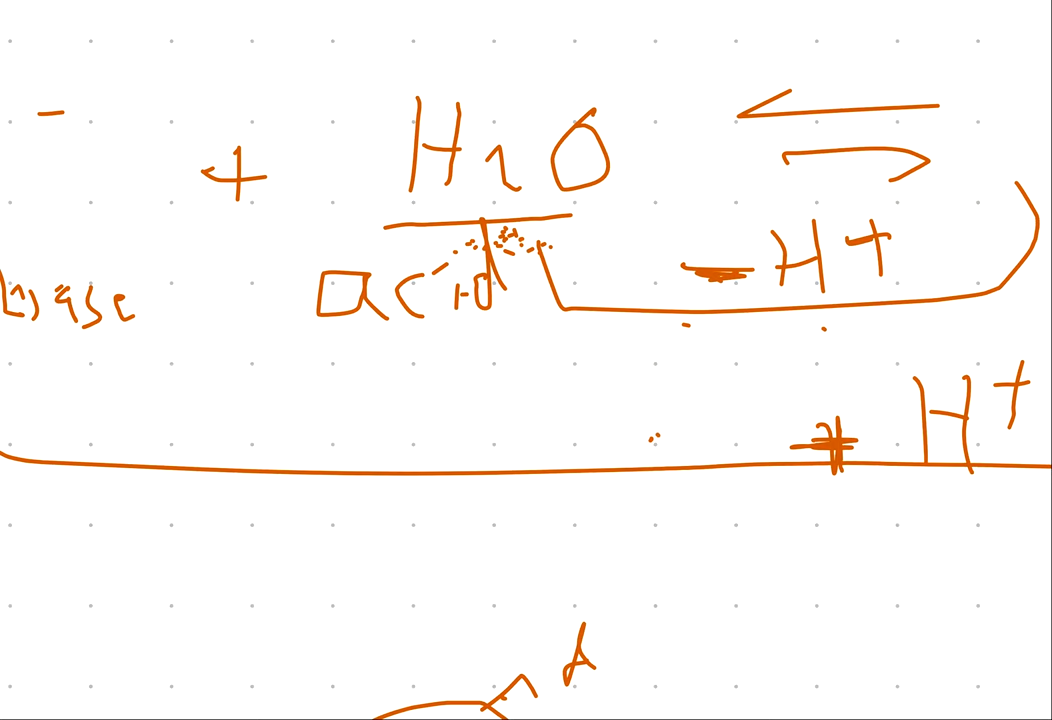 - + H2O ⇌
base acid - H+
+ H+